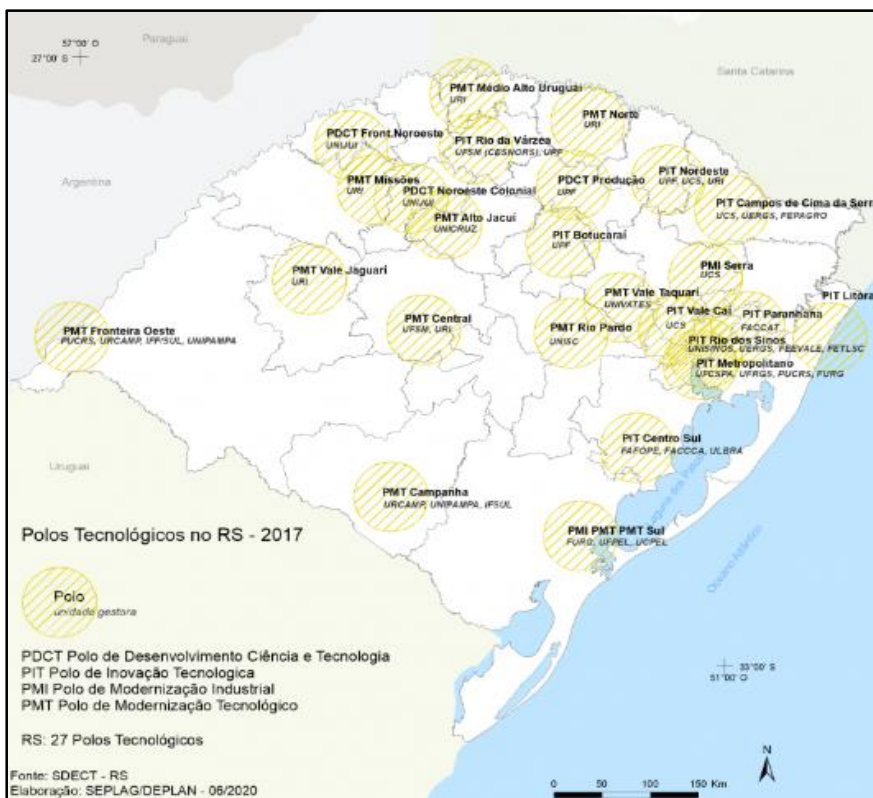 Paraguai
57°00' O
27°00' S
Santa Catarina
PMT Médio Alto Uruguai
URI
PMT Norte
URI
PDCT Front.Noroeste
UNIJUI
PIT Rio da Várzea
UFSM (CESNORS), UPF
PIT Nordeste
UPF, UCS, URI
Argentina
PMT Missões
URI
PDCT Noroeste Colonial
UNIJUI
PDCT Produção
UPF
PIT Campos de Cima da Serra
UCS, UERGS, FEPAGRO
PMT Alto Jacuí
UNICRUZ
PIT Botucaraí
UPF
PMT Vale Jaguari
URI
PMI Serra
UCS
PMT Vale Taquari
UNIVATES
PIT Litora
PMT Fronteira Oeste
PUCRS, URCAMP, IFF/SUL, UNIPAMPA
PMT Central
UFSM, URI
PMT Rio Pardo
UNISC
PIT Vale Caí
UCS
PIT Paranhana
FACCAT
PIT Rio dos Sinos
UNISINOS, UERGS, FEEVALE, FETLSC
PIT Metropolitano
UFCSPA, UFRGS, PUCRS, FURG
PIT Centro Sul
FAFOPE, FACCCA, ULBRA
Uruguai
PMT Campanha
URCAMP, UNIPAMPA, IFSUL
PMI PMT PMT Sul
FURG, UFPEL, UCPEL
Oceano Atlântico
Polos Tecnológicos no RS - 2017
Polo
unidade gestora
PDCT Polo de Desenvolvimento Ciência e Tecnologia
PIT Polo de Inovação Tecnologica
PMI Polo de Modernização Industrial
PMT Polo de Modernização Tecnológico
RS: 27 Polos Tecnológicos
33°00' S
51°00' O
N
Fonte: SDECT - RS
Elaboração: SEPLAG/DEPLAN - 06/2020
0 50 100 150 Km